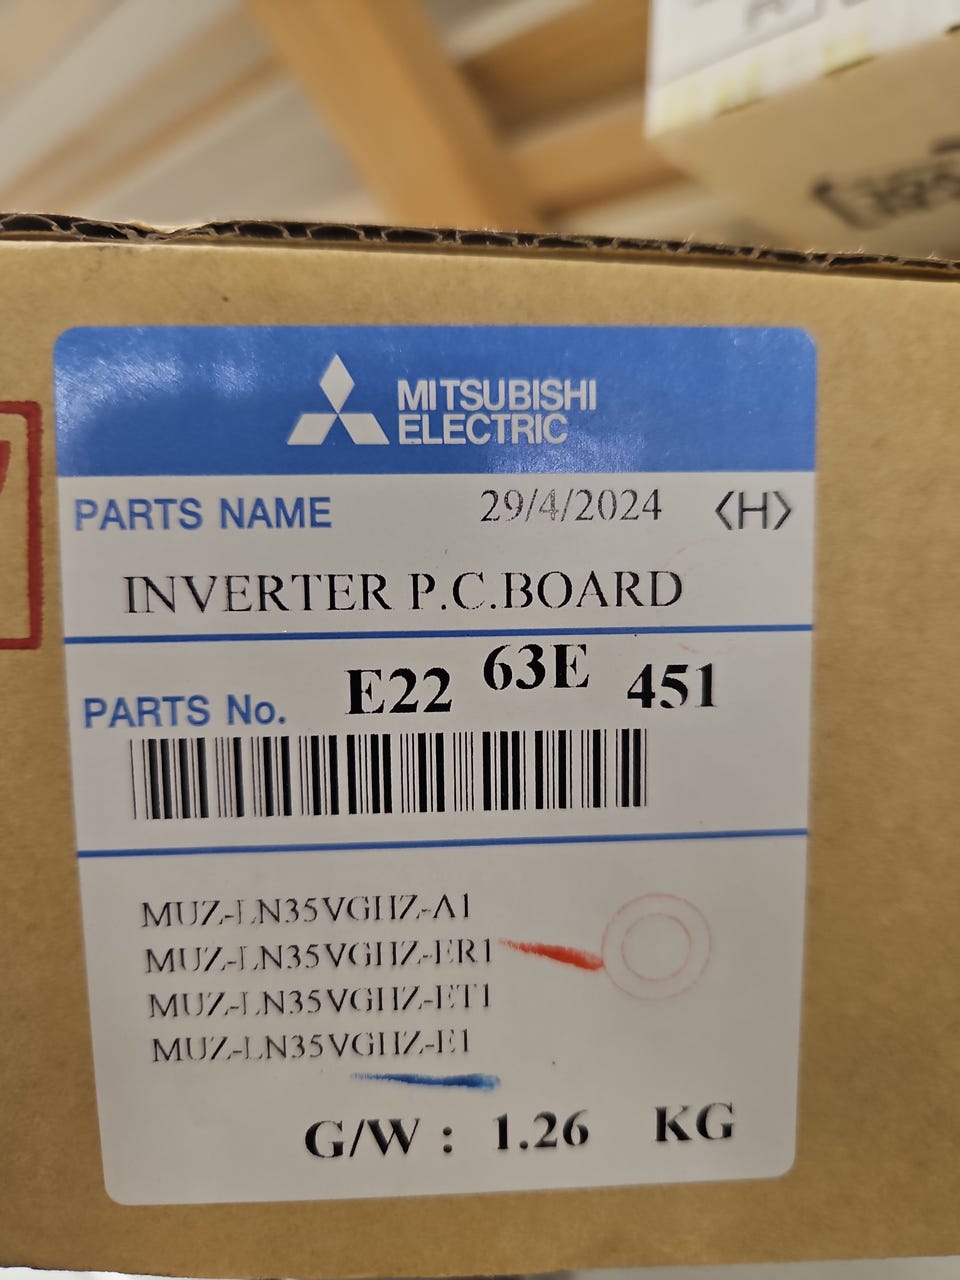 MITSUBISHI
ELECTRIC
PARTS NAME 29/4/2024 <H>
INVERTER P.C.BOARD
PARTS No. E22 63E 451
MUZ-LN35VGHZ-A1
MUZ-LN35VGHZ-ER1
MUZ-LN35VGHZ-ET1
MUZ-LN35VGHZ-E1
G/W : 1.26 KG